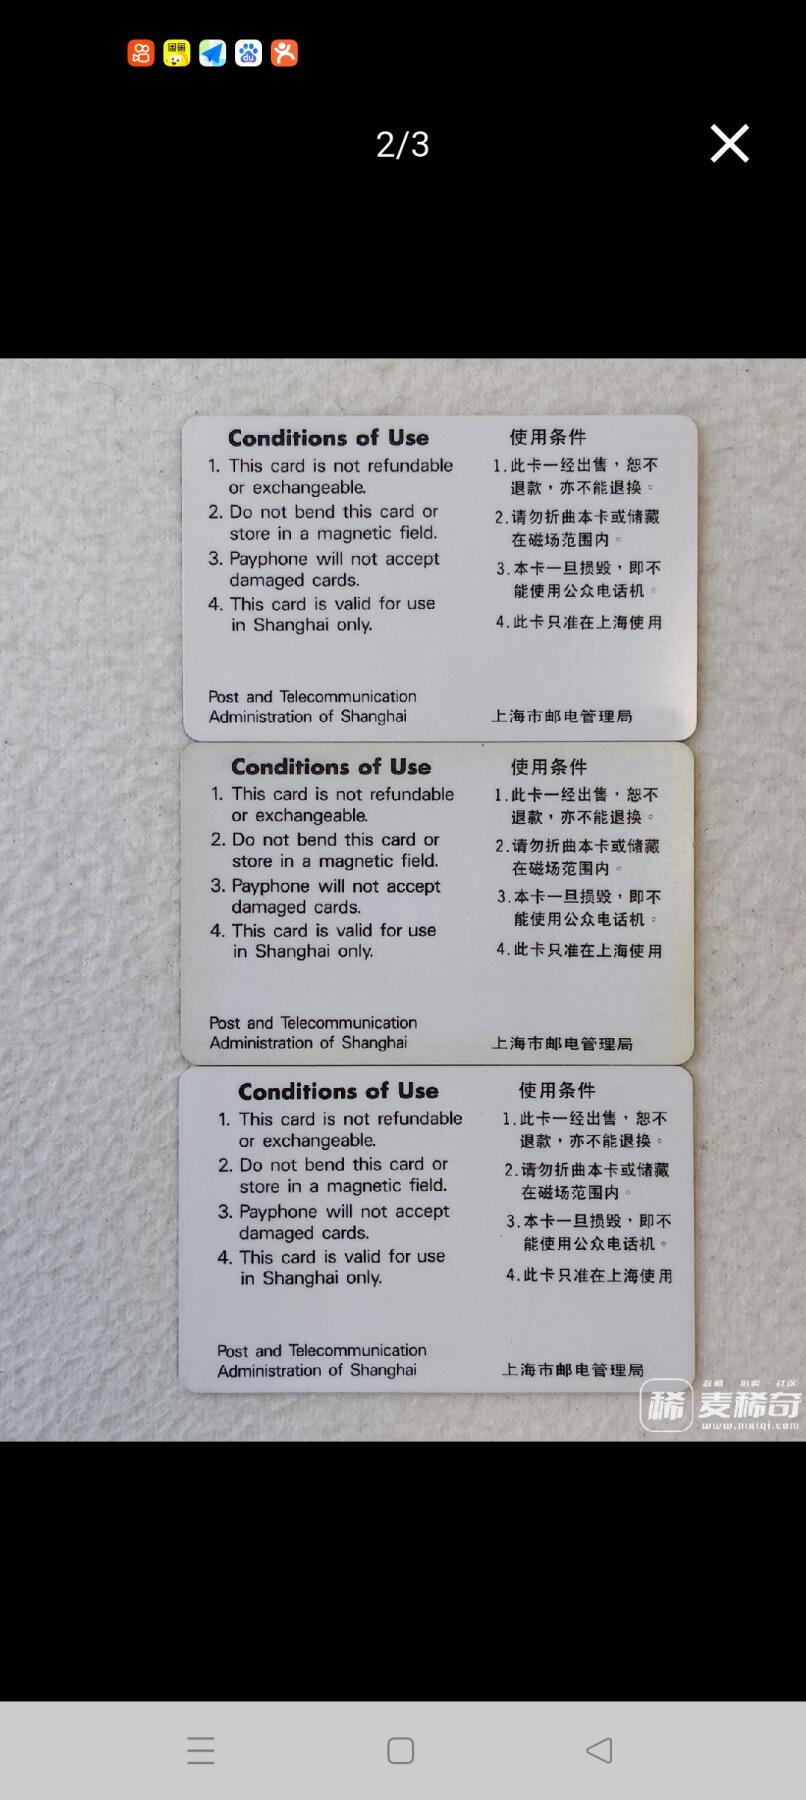 2/3
Conditions of Use
1. This card is not refundable
or exchangeable.
2. Do not bend this card or
store in a magnetic field.
3. Payphone will not accept
damaged cards.
4. This card is valid for use
in Shanghai only.
Post and Telecommunication
Administration of Shanghai
使用条件
1.此卡一经出售，恕不
退款，亦不能退换。
2.请勿折曲本卡或储藏
在磁场范围内。
3.本卡一旦损毁，即不
能使用公众电话机。
4.此卡只准在上海使用
上海市邮电管理局
Conditions of Use
1. This card is not refundable
or exchangeable.
2. Do not bend this card or
store in a magnetic field.
3. Payphone will not accept
damaged cards.
4. This card is valid for use
in Shanghai only.
Post and Telecommunication
Administration of Shanghai
使用条件
1.此卡一经出售，恕不
退款，亦不能退换。
2.请勿折曲本卡或储藏
在磁场范围内。
3.本卡一旦损毁，即不
能使用公众电话机。
4.此卡只准在上海使用
上海市邮电管理局
Conditions of Use
1. This card is not refundable
or exchangeable.
2. Do not bend this card or
store in a magnetic field.
3. Payphone will not accept
damaged cards.
4. This card is valid for use
in Shanghai only.
Post and Telecommunication
Administration of Shanghai
使用条件
1.此卡一经出售，恕不
退款，亦不能退换。
2.请勿折曲本卡或储藏
在磁场范围内。
3.本卡一旦损毁，即不
能使用公众电话机。
4.此卡只准在上海使用
上海市邮电管理局
稀 麦稀奇
www.mxiqi.com